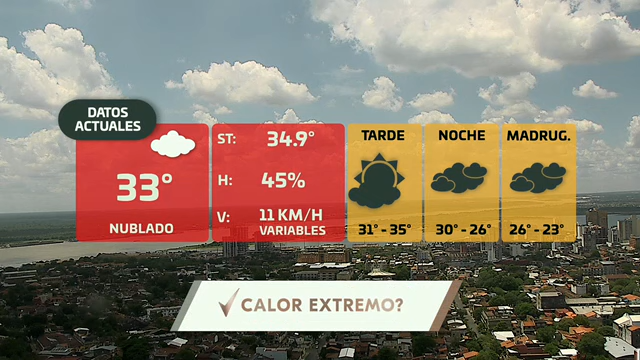 DATOS
ACTUALES
33°
NUBLADO
ST: 34.9°
H: 45%
V: 11 KM/H
VARIABLES
TARDE
31° - 35°
NOCHE
30° - 26°
MADRUG.
26° - 23°
CALOR EXTREMO?